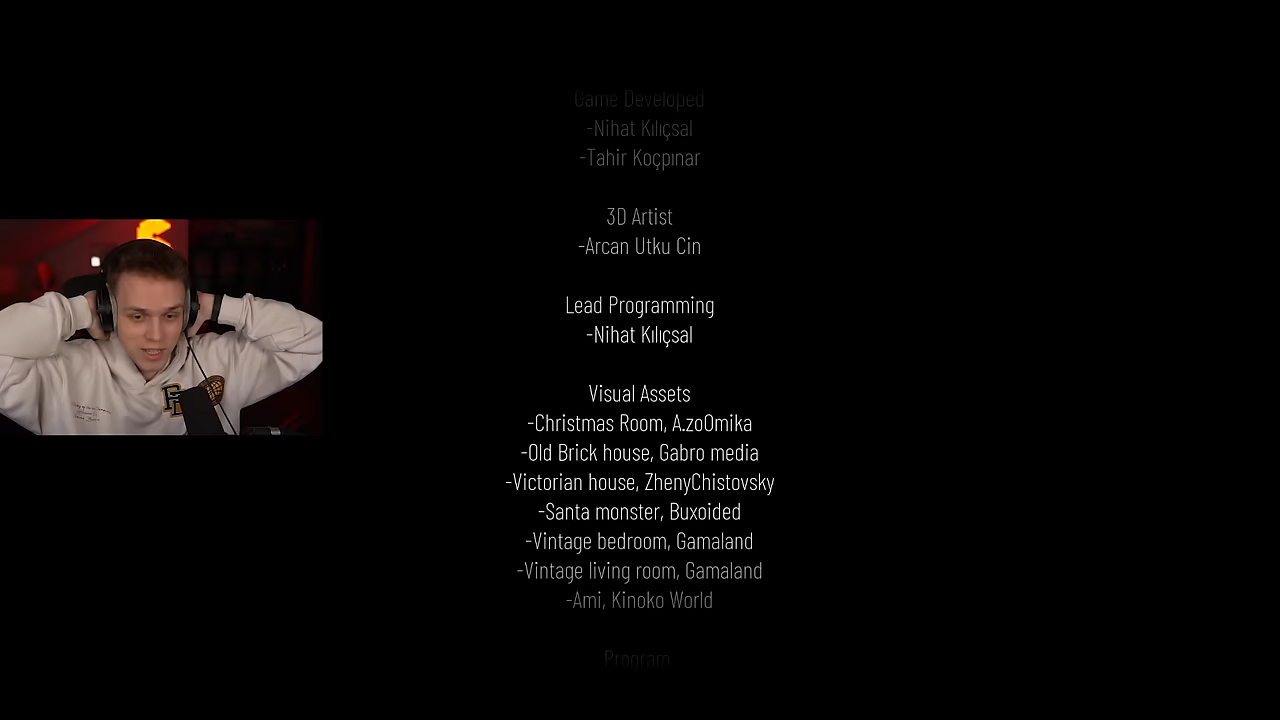 Game Developed
-Nihat Kılıçsal
-Tahir Koçpınar
3D Artist
-Arcan Utku Cin
Lead Programming
-Nihat Kılıçsal
Visual Assets
-Christmas Room, A.zoOmika
-Old Brick house, Gabro media
-Victorian house, ZhenyChistovsky
-Santa monster, Buxoided
-Vintage bedroom, Gamaland
-Vintage living room, Gamaland
-Ami, Kinoko World
Program